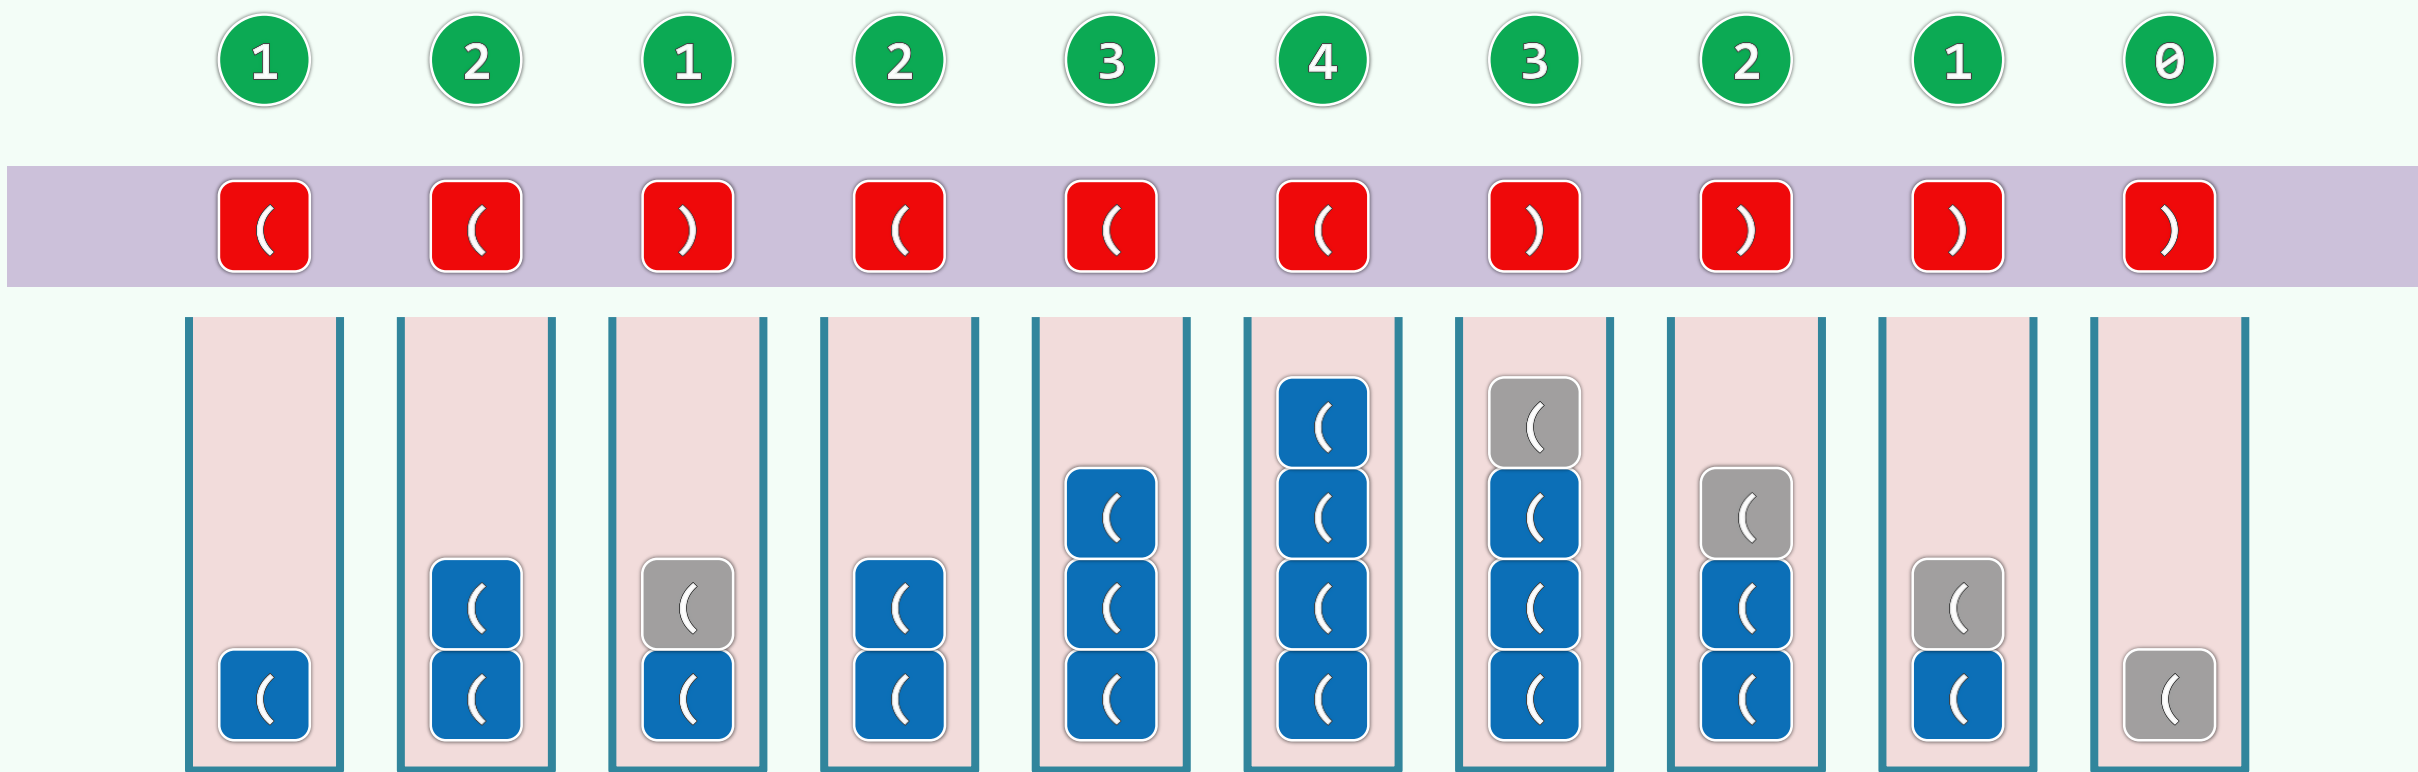 1 2 1 2 3 4 3 2 1 0
( ( ) ( ( ( ) ) ) )
( (
( ( ( (
( ( ( ( ( ( (
( ( ( ( ( ( ( ( ( (